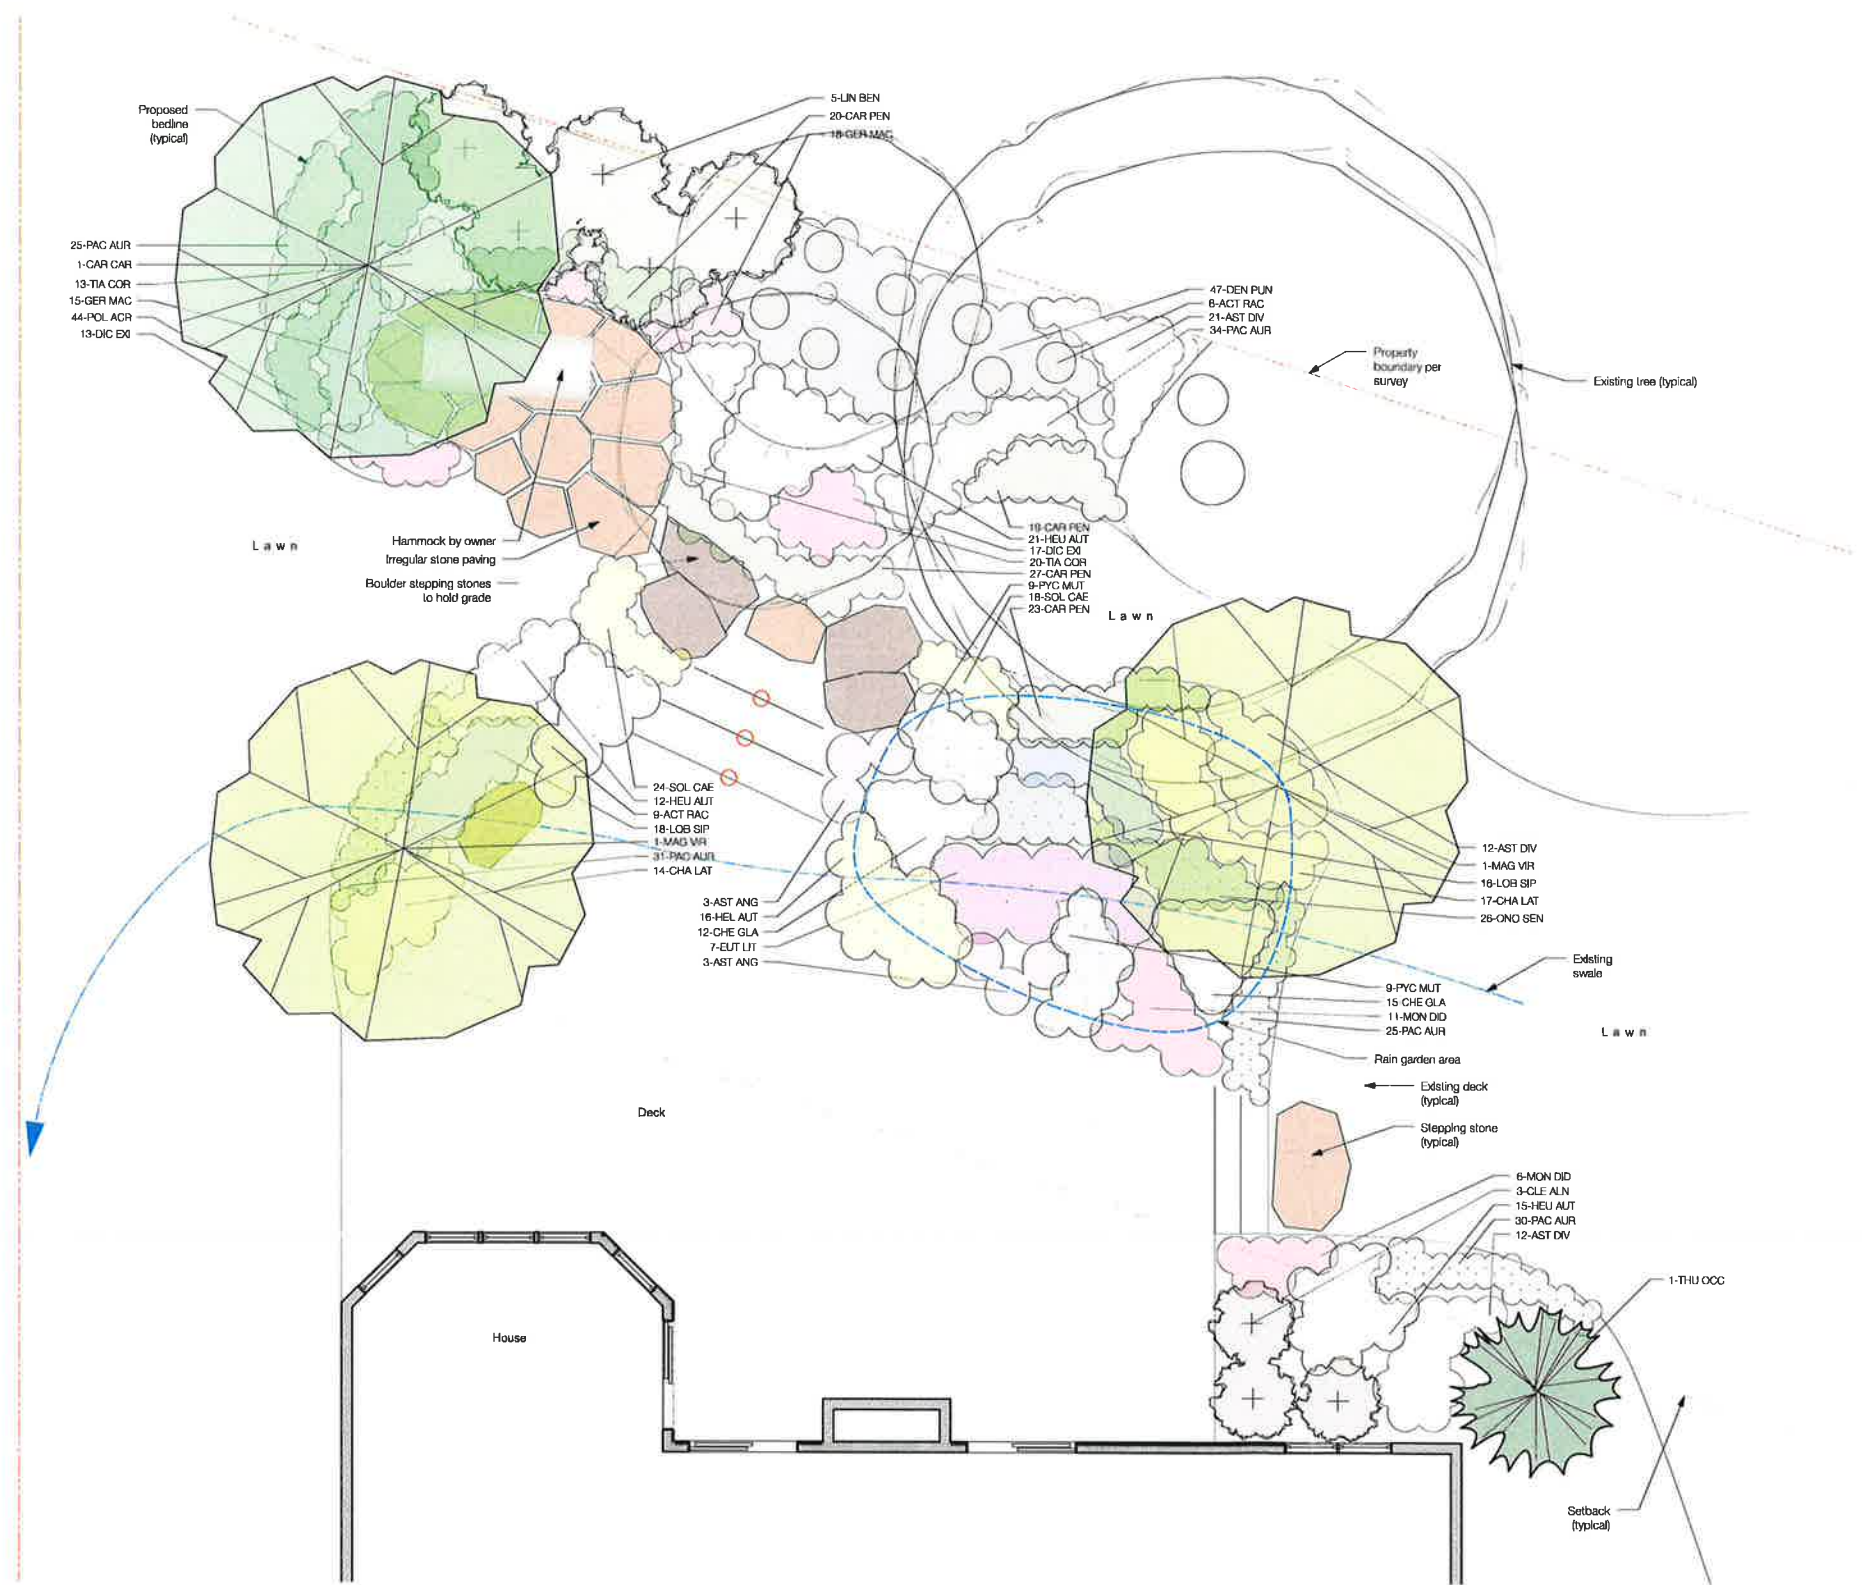 Proposed
bedline
(typical)
5-LIN BEN
20-CAR PEN
18-GER MAC
25-PAC AUR
1-CAR CAR
13-TIA COR
15-GER MAC
44-POL ACR
13-DIC EXI
47-DEN PUN
6-ACT RAC
21-AST DIV
34-PAC AUR
Property
boundary per
survey
Existing tree (typical)
Lawn
Hammock by owner
Irregular stone paving
Boulder stepping stones
to hold grade
19-CAR PEN
21-HEU AUT
17-DIC EXI
20-TIA COR
27-CAR PEN
9-PYC MUT
18-SOL CAE
23-CAR PEN
Lawn
24-SOL CAE
12-HEU AUT
9-ACT RAC
18-LOB SIP
1-MAG VIR
31-PAC AUR
14-CHA LAT
3-AST ANG
16-HEL AUT
12-CHE GLA
7-EUT LIT
3-AST ANG
12-AST DIV
1-MAG VIR
16-LOB SIP
17-CHA LAT
26-ONO SEN
Existing
swale
9-PYC MUT
15-CHE GLA
11-MON DID
25-PAC AUR
Lawn
Rain garden area
Existing deck
(typical)
Stepping stone
(typical)
Deck
6-MON DID
3-CLE ALN
15-HEU AUT
30-PAC AUR
12-AST DIV
1-THU OCC
House
Setback
(typical)